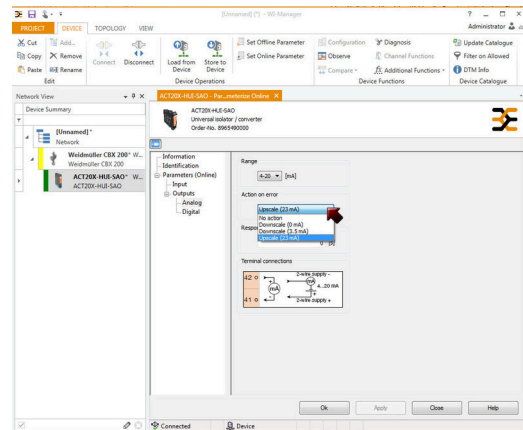 [Unnamed] (*) - WI-Manager
PROJECT DEVICE TOPOLOGY VIEW
Administrator
Cut Add...
Copy Remove
Paste Rename
Edit
Connect Disconnect
Load from Device
Store to Device
Device Operations
Set Offline Parameter
Set Online Parameter
Configuration
Observe
Compare
Diagnosis
Channel Functions
Additional Functions
Device Functions
Update Catalogue
Filter on Allowed
DTM Info
Device Catalogue
Network View
Device Summary
[Unnamed]*
Network
Weidmüller CBX 200* W...
Weidmüller CBX 200
ACT20X-HUI-SAO* W...
ACT20X-HUI-SAO
ACT20X-HUI-SAO - Par...meterize Online
ACT20X-HUI-SAO
Universal isolator / converter
Order-No. 8965490000
Information
Identification
Parameters (Online)
Input
Outputs
Analog
Digital
Range
4-20 [mA]
Action on error
Upscale (23 mA)
No action
Downscale (0 mA)
Downscale (3.5 mA)
Upscale (23 mA)
Respo
0 [s]
Terminal connections
42
41
mA
2-wire supply -
mA
4...20 mA
2-wire supply +
Ok Apply Close Help
Connected Device